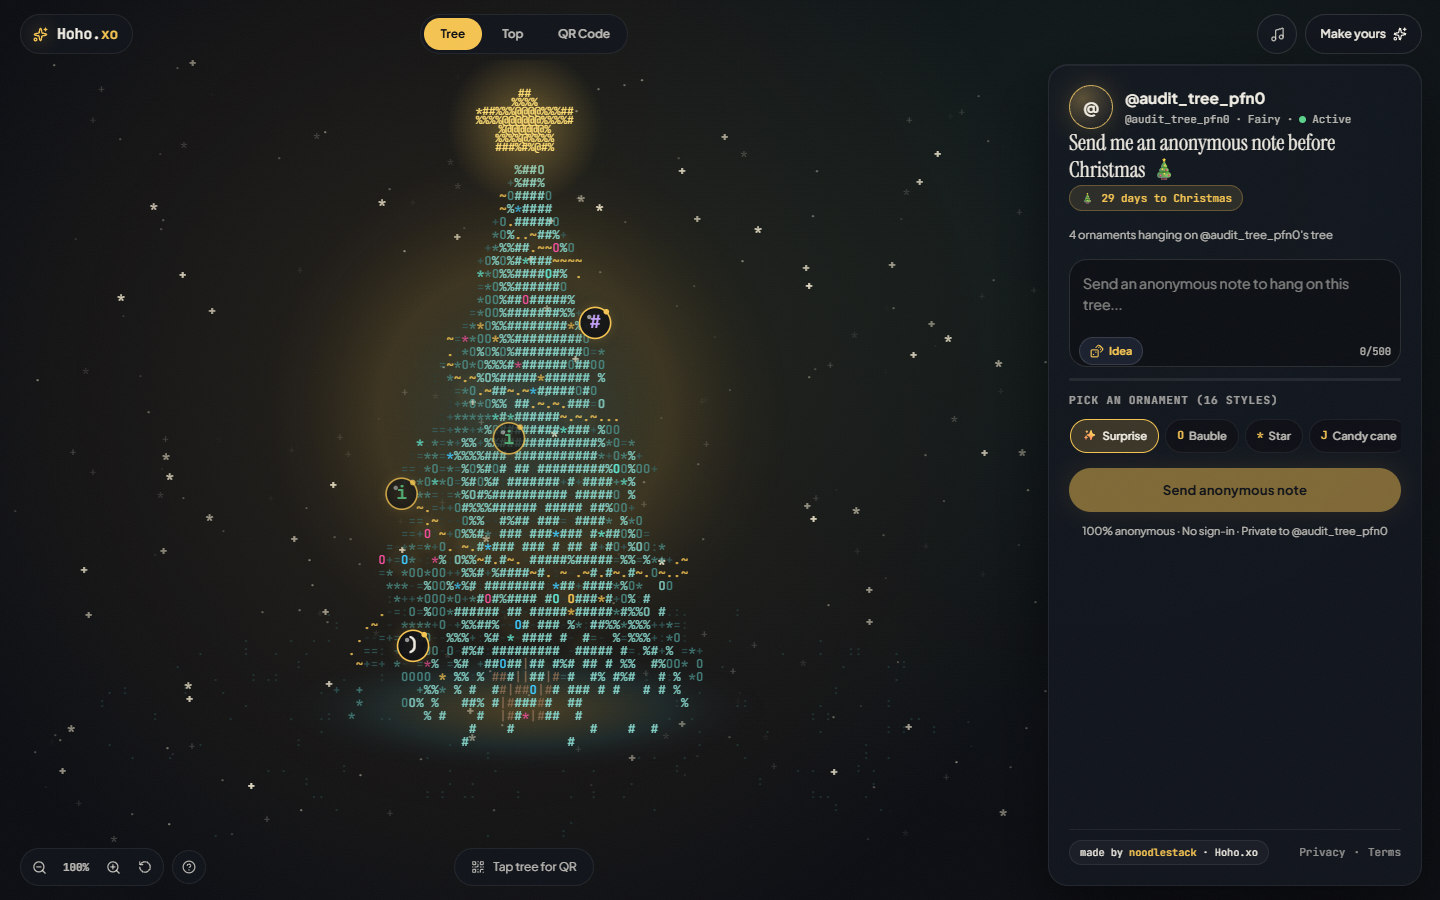 Hoho.xo
Tree
Top
QR Code
Make yours
@
@audit_tree_pfn0
@audit_tree_pfn0 · Fairy · Active
Send me an anonymous note before
Christmas 🎄
🎄 29 days to Christmas
4 ornaments hanging on @audit_tree_pfn0's tree
Send an anonymous note to hang on this
tree...
Idea
0/500
PICK AN ORNAMENT (16 STYLES)
Surprise
0 Bauble
* Star
J Candy cane
Send anonymous note
100% anonymous · No sign-in · Private to @audit_tree_pfn0
100%
Tap tree for QR
made by noodlestack · Hoho.xo
Privacy · Terms